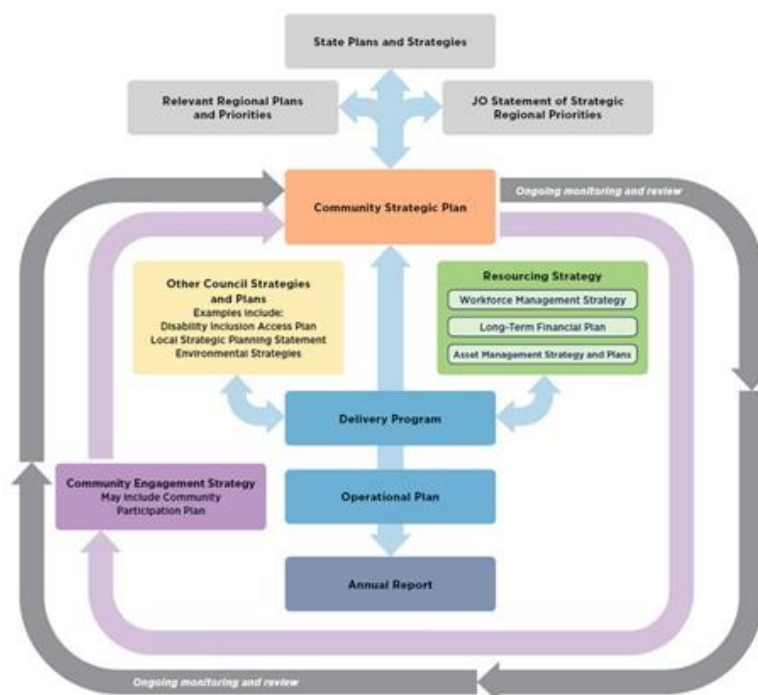 State Plans and Strategies
Relevant Regional Plans
and Priorities
JO Statement of Strategic
Regional Priorities
Community Strategic Plan
Ongoing monitoring and review
Other Council Strategies
and Plans
Examples include:
Disability Inclusion Access Plan
Local Strategic Planning Statement
Environmental Strategies
Resourcing Strategy
Workforce Management Strategy
Long-Term Financial Plan
Asset Management Strategy and Plans
Delivery Program
Community Engagement Strategy
May include Community
Participation Plan
Operational Plan
Annual Report
Ongoing monitoring and review